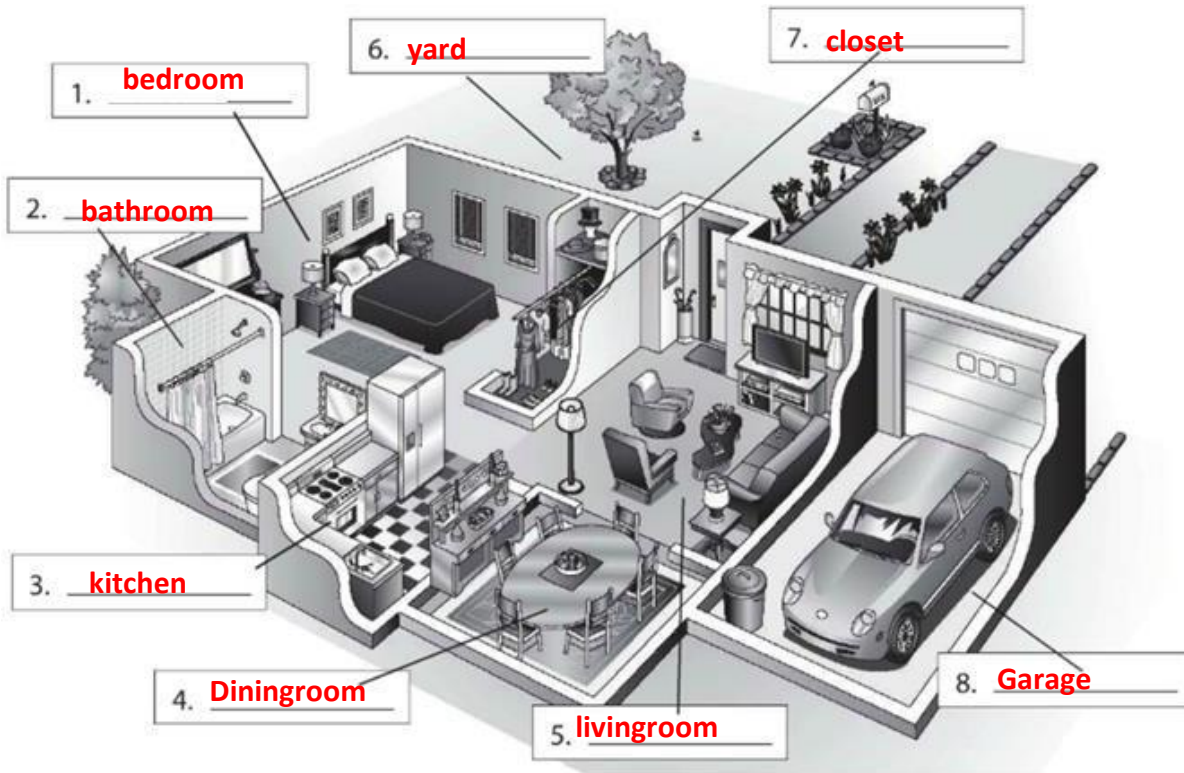 1. bedroom
2. bathroom
3. kitchen
4. Diningroom
5. livingroom
6. yard
7. closet
8. Garage